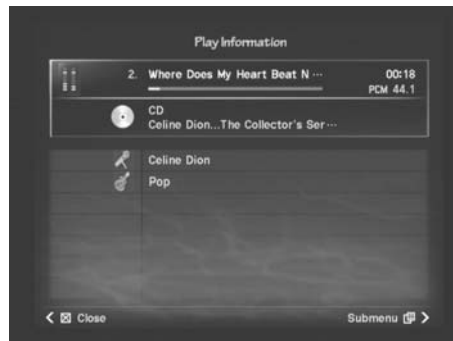 Play Information
2. Where Does My Heart Beat N ... 00:18
PCM 44.1
CD
Celine Dion...The Collector's Ser ...
Celine Dion
Pop
Close Submenu